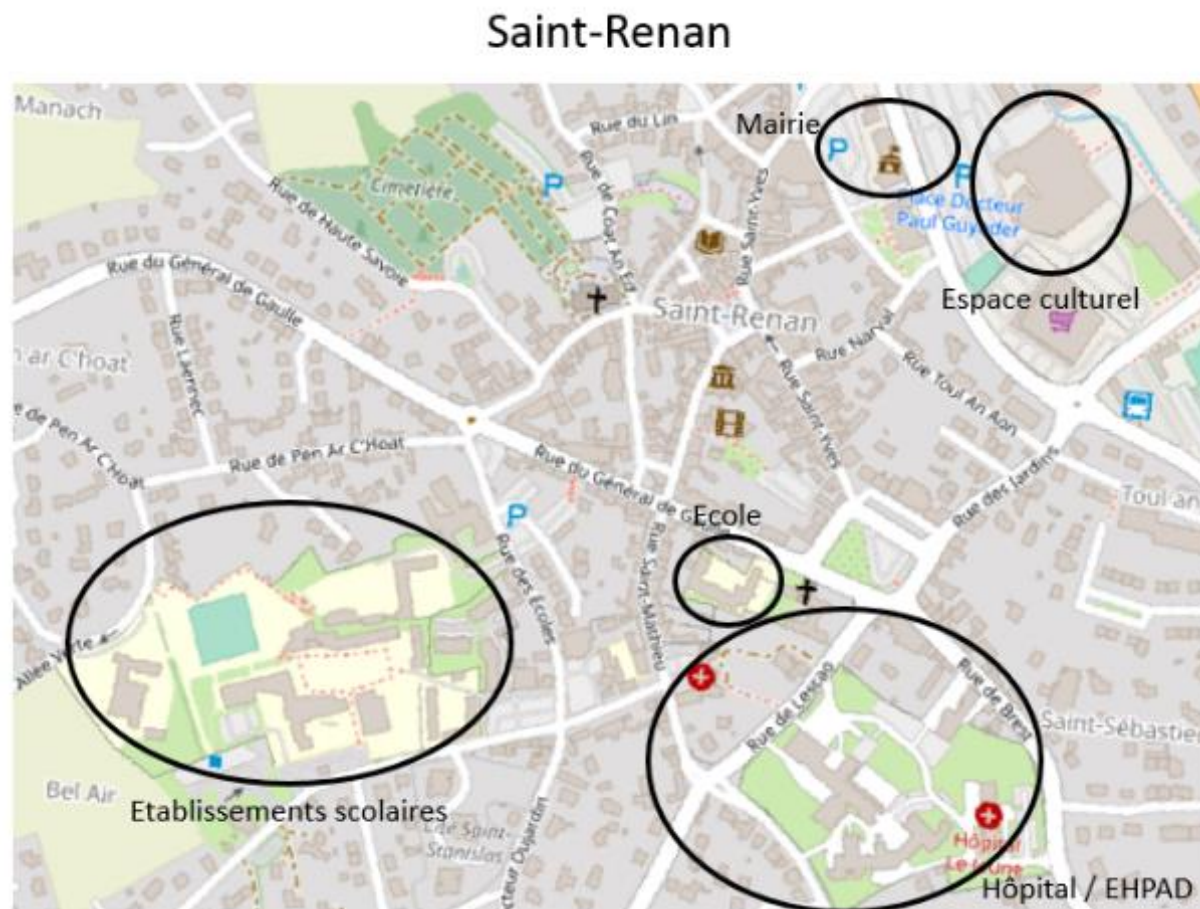 Saint-Renan
Manach
Rue du Lin
Mairie
P
Cimetière
P
Rue de Coat An Est
Rue Saint-Yves
P
Place Docteur
Paul Guyader
Rue de Haute Savoie
Rue du Général de Gaulle
Espace culturel
Saint-Renan
Rue Narval
Rue Laennec
n ar C'hoat
Rue Toul An Aon
Rue Saint-Yves
e de Pen Ar C'Hoat
Rue de Pen Ar C'Hoat
Rue du Général de G
Rue des Jardins
Toul ar
P
Ecole
Rue des Écoles
Rue Saint-Mathieu
Allée Verte
Rue de Lescao
Rue de Brest
Saint-Sébastie
Bel Air
Etablissements scolaires
Cité Saint-
Stanislas
cteur Dujardin
Hôpital
Le Jeune
Hôpital / EHPAD